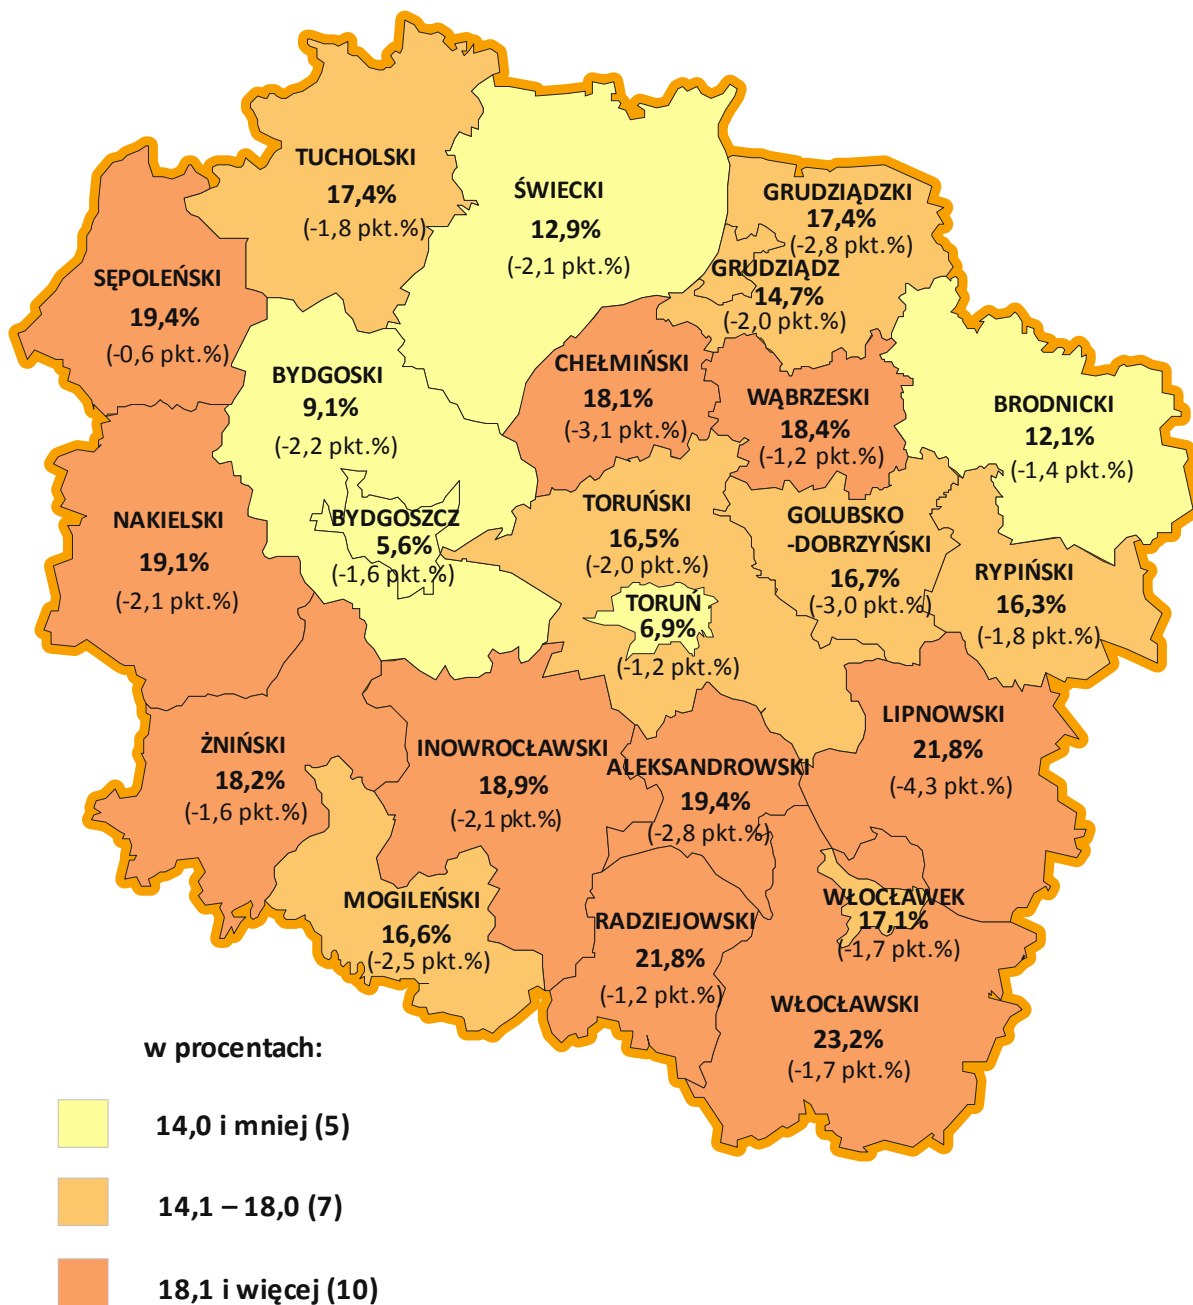 TUCHOLSKI
17,4%
(-1,8 pkt.%)
ŚWIECKI
12,9%
(-2,1 pkt.%)
GRUDZIĄDZKI
17,4%
(-2,8 pkt.%)
GRUDZIĄDZ
14,7%
(-2,0 pkt.%)
SĘPOLEŃSKI
19,4%
(-0,6 pkt.%)
BYDGOSKI
9,1%
(-2,2 pkt.%)
CHEŁMIŃSKI
18,1%
(-3,1 pkt.%)
WĄBRZESKI
18,4%
(-1,2 pkt.%)
BRODNICKI
12,1%
(-1,4 pkt.%)
NAKIELSKI
19,1%
(-2,1 pkt.%)
BYDGOSZCZ
5,6%
(-1,6 pkt.%)
TORUŃSKI
16,5%
(-2,0 pkt.%)
GOLUBSKO
-DOBRZYŃSKI
16,7%
(-3,0 pkt.%)
RYPIŃSKI
16,3%
(-1,8 pkt.%)
TORUŃ
6,9%
(-1,2 pkt.%)
ŻNIŃSKI
18,2%
(-1,6 pkt.%)
INOWROCŁAWSKI
18,9%
(-2,1 pkt.%)
ALEKSANDROWSKI
19,4%
(-2,8 pkt.%)
LIPNOWSKI
21,8%
(-4,3 pkt.%)
MOGILEŃSKI
16,6%
(-2,5 pkt.%)
RADZIEJOWSKI
21,8%
(-1,2 pkt.%)
WŁOCŁAWEK
17,1%
(-1,7 pkt.%)
WŁOCŁAWSKI
23,2%
(-1,7 pkt.%)
w procentach:
14,0 i mniej (5)
14,1 – 18,0 (7)
18,1 i więcej (10)